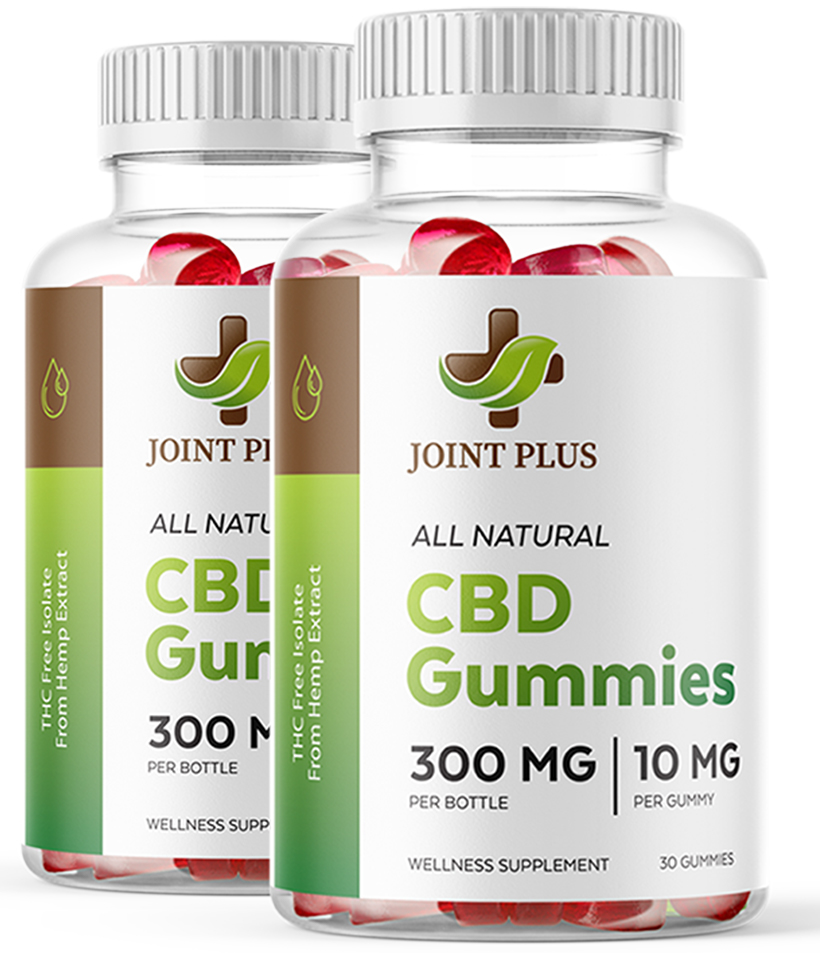 THC Free Isolate
From Hemp Extract
JOINT PL
ALL NATU
CBD
Gum
300 M
PER BOTTLE
WELLNESS SUPP
THC Free Isolate
From Hemp Extract
JOINT PLUS
ALL NATURAL
CBD
Gummies
300 MG 10 MG
PER BOTTLE PER GUMMY
WELLNESS SUPPLEMENT 30 GUMMIES